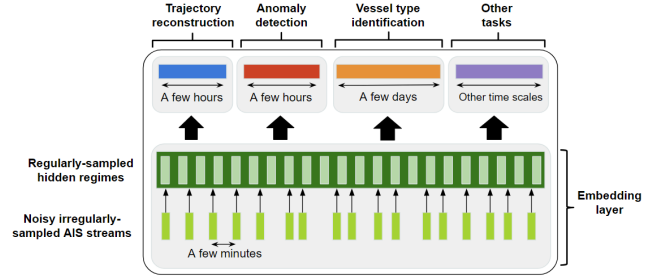 Trajectory
reconstruction
Anomaly
detection
Vessel type
identification
Other
tasks
A few hours
A few hours
A few days
Other time scales
Regularly-sampled
hidden regimes
Noisy irregularly-
sampled AIS streams
A few minutes
Embedding
layer